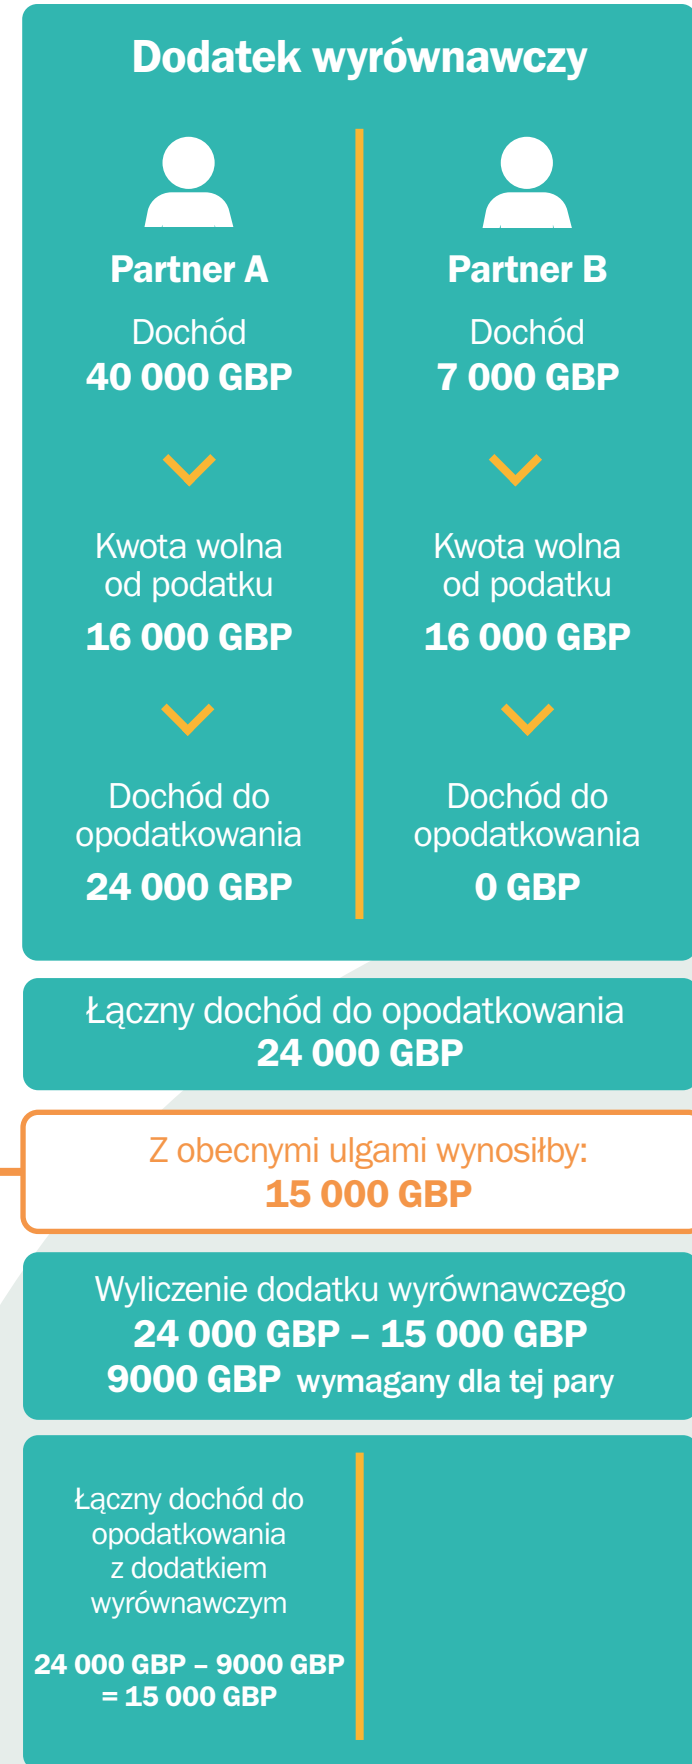 Dodatek wyrównawczy
Partner A
Dochód
40 000 GBP
Kwota wolna
od podatku
16 000 GBP
Dochód do
opodatkowania
24 000 GBP
Partner B
Dochód
7 000 GBP
Kwota wolna
od podatku
16 000 GBP
Dochód do
opodatkowania
0 GBP
Łączny dochód do opodatkowania
24 000 GBP
Z obecnymi ulgami wynosiłby:
15 000 GBP
Wyliczenie dodatku wyrównawczego
24 000 GBP – 15 000 GBP
9000 GBP wymagany dla tej pary
Łączny dochód do
opodatkowania
z dodatkiem
wyrównawczym
24 000 GBP – 9000 GBP
= 15 000 GBP